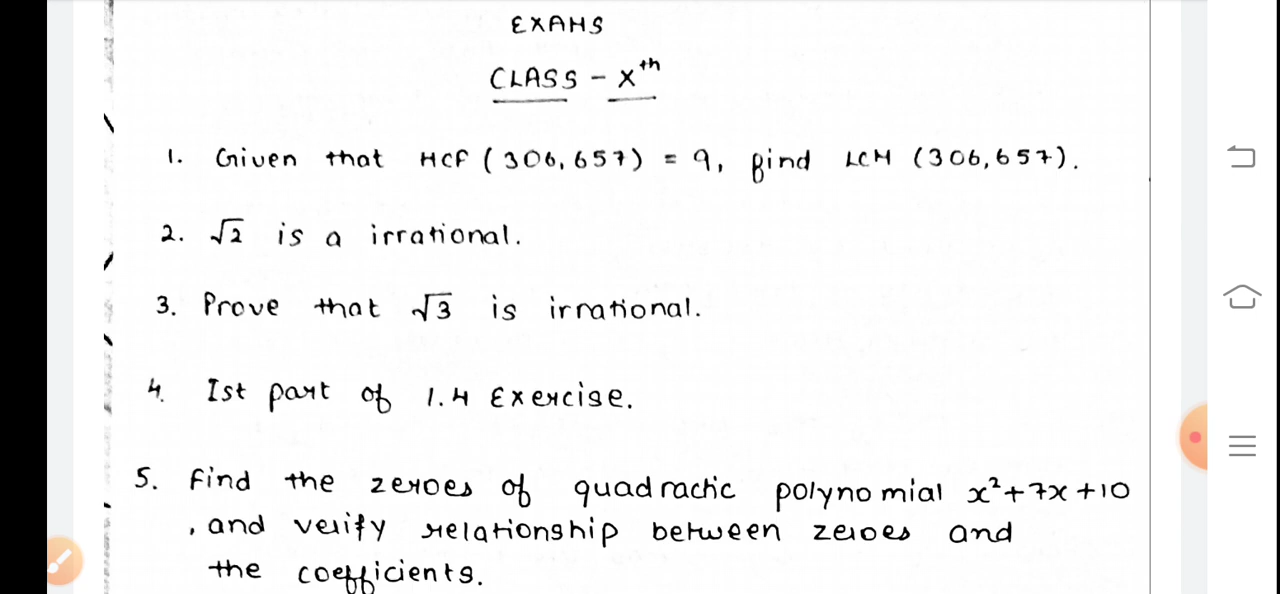 EXAMS
CLASS - Xth
1. Given that HCF (306, 657) = 9, find LCM (306,657).
2. √2 is a irrational.
3. Prove that √3 is irrational.
4. Ist part of 1.4 Exercise.
5. Find the zeroes of quadractic polynomial x²+7x+10
, and verify relationship between zeroes and
the coefficients.